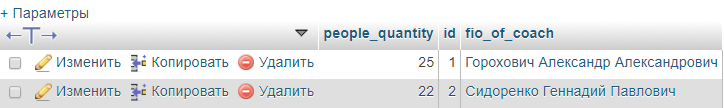 + Параметры
←T→ people_quantity id fio_of_coach
Изменить Копировать Удалить 25 1 Горохович Александр Александрович
Изменить Копировать Удалить 22 2 Сидоренко Геннадий Павлович